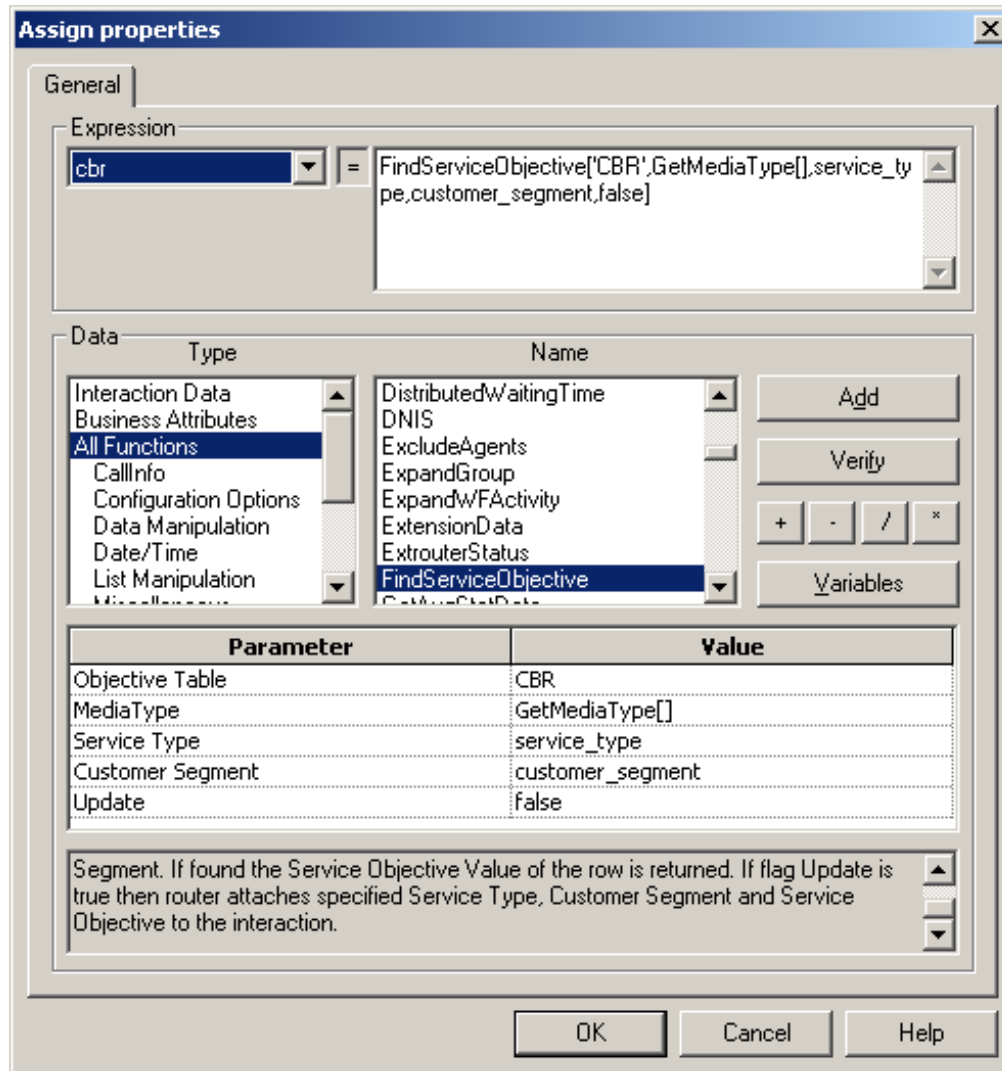 Assign properties
General
Expression
cbr
=
FindServiceObjective['CBR',GetMediaType[],service_ty
pe,customer_segment,false]
Data
Type
Name
Interaction Data
Business Attributes
All Functions
CallInfo
Configuration Options
Data Manipulation
Date/Time
List Manipulation
DistributedWaitingTime
DNIS
ExcludeAgents
ExpandGroup
ExpandWFActivity
ExtensionData
ExtrouterStatus
FindServiceObjective
Add
Verify
+ - / *
Variables
Parameter Value
Objective Table CBR
MediaType GetMediaType[]
Service Type service_type
Customer Segment customer_segment
Update false
Segment. If found the Service Objective Value of the row is returned. If flag Update is
true then router attaches specified Service Type, Customer Segment and Service
Objective to the interaction.
OK Cancel Help